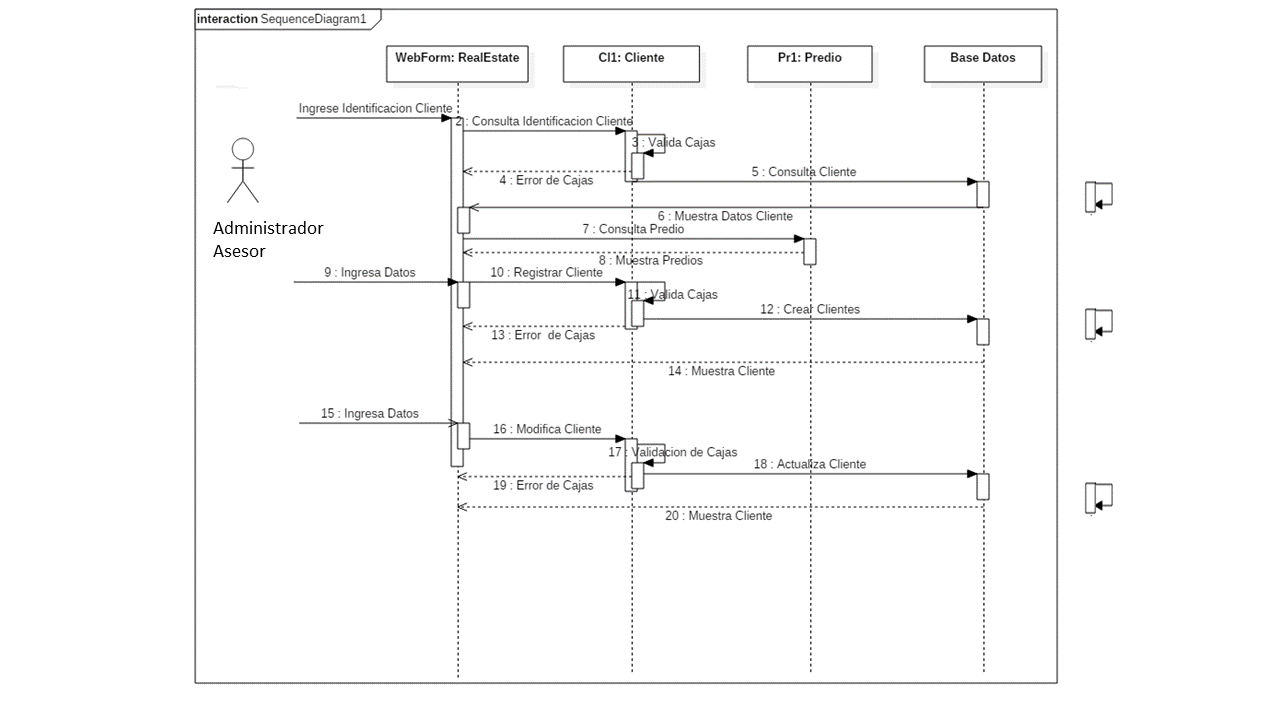 interaction SequenceDiagram1
WebForm: RealEstate
Cl1: Cliente
Pr1: Predio
Base Datos
Ingrese Identificacion Cliente
2 : Consulta Identificacion Cliente
3 : Valida Cajas
4 : Error de Cajas
5 : Consulta Cliente
6 : Muestra Datos Cliente
Administrador
Asesor
7 : Consulta Predio
8 : Muestra Predios
9 : Ingresa Datos
10 : Registrar Cliente
11 : Valida Cajas
12 : Crear Clientes
13 : Error de Cajas
14 : Muestra Cliente
15 : Ingresa Datos
16 : Modifica Cliente
17 : Validacion de Cajas
18 : Actualiza Cliente
19 : Error de Cajas
20 : Muestra Cliente